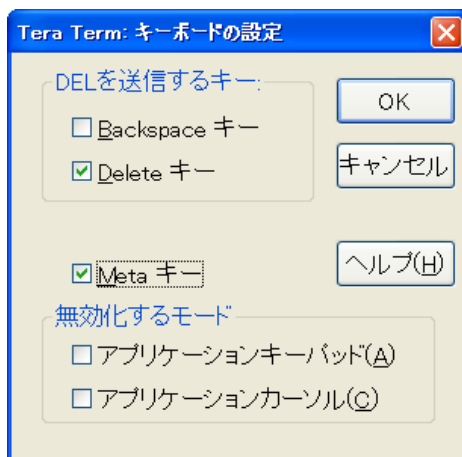 Tera Term: キーボードの設定
DELを送信するキー:
Backspace キー
Delete キー
OK
キャンセル
Meta キー
ヘルプ(H)
無効化するモード
アプリケーションキーパッド(A)
アプリケーションカーソル(C)